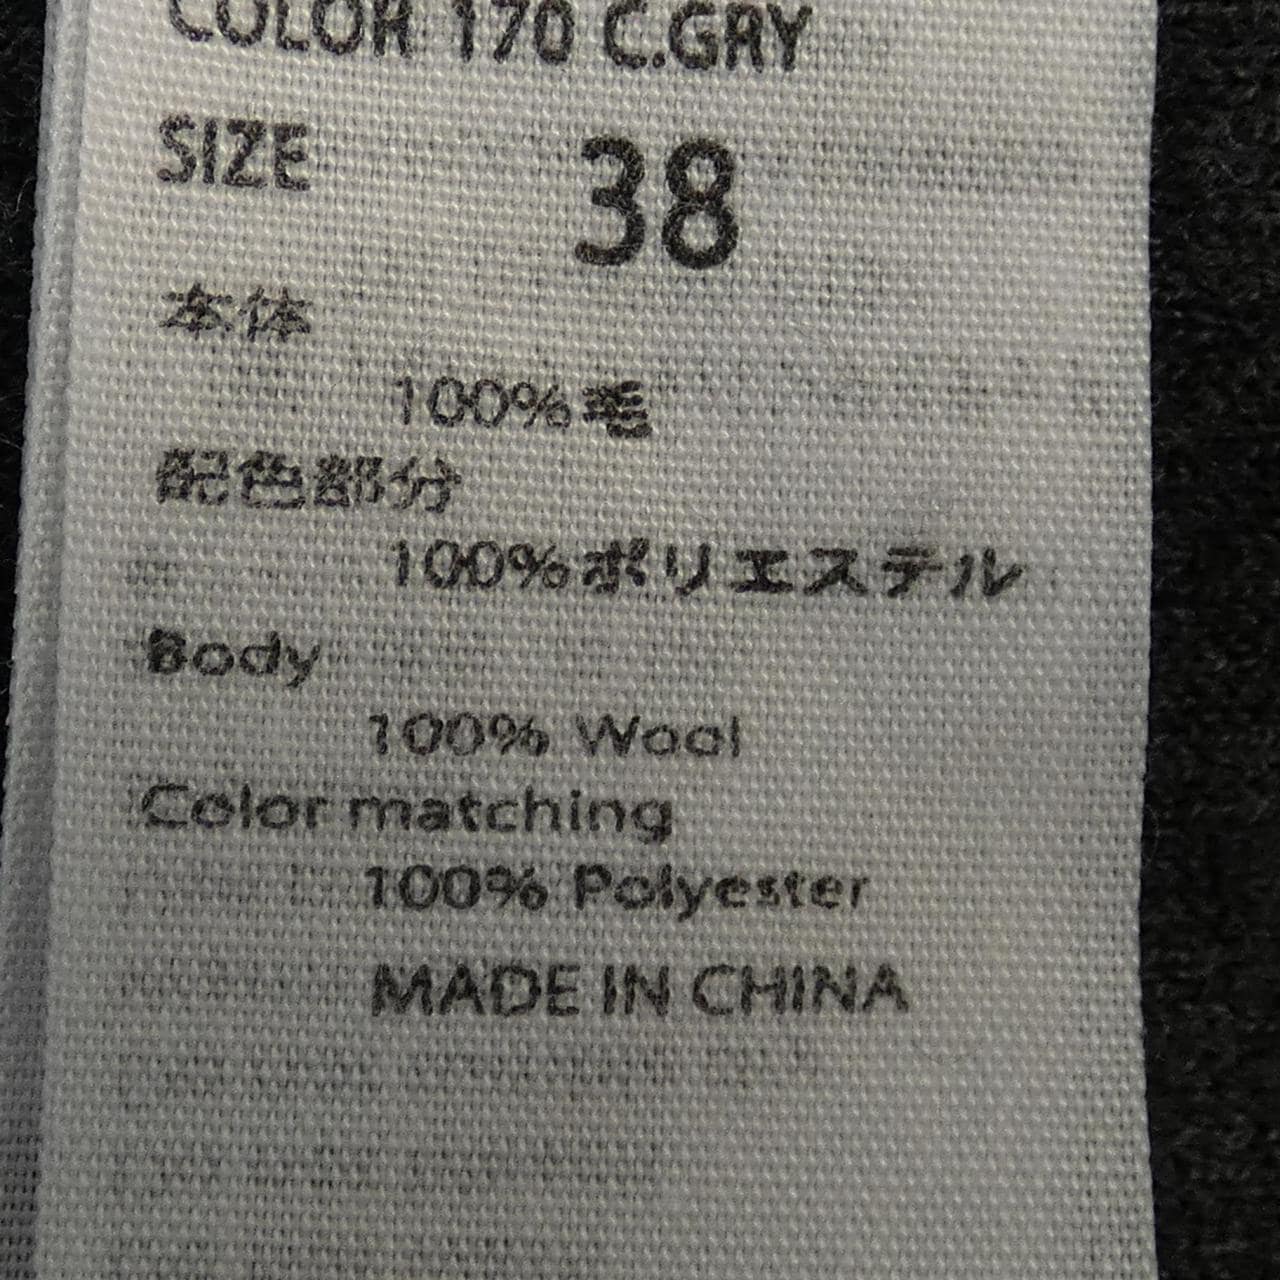 COLOR 170 C.GRY
SIZE 38
本体
100%毛
配色部分
100%ポリエステル
Body
100% Wool
Color matching
100% Polyester
MADE IN CHINA